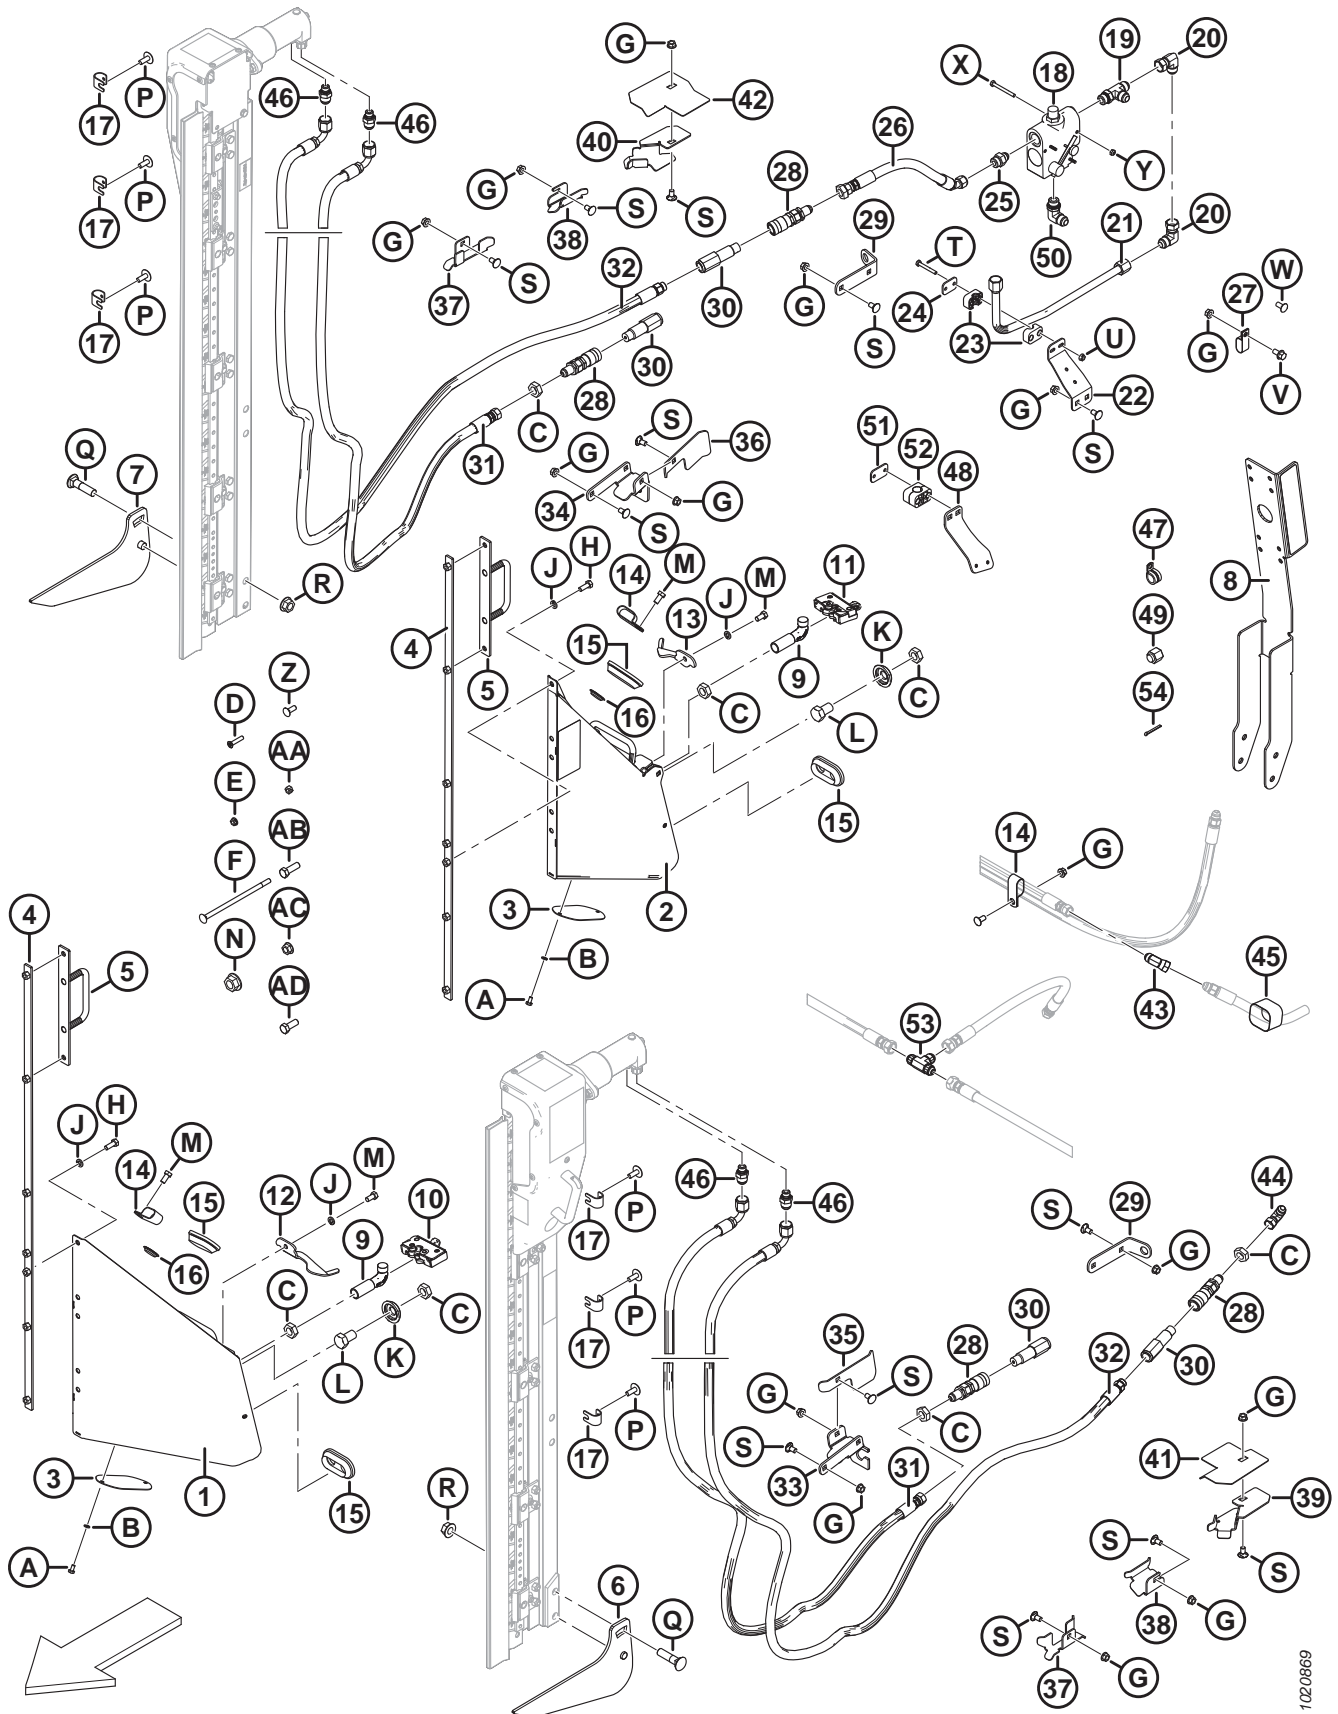 G
19
20
X
18
17
P
46
42
46
40
26
28
Y
17
P
G
S
S
25
38
29
50
21
20
G
T
W
17
P
37
S
32
30
24
27
G
23
S
U
G
30
28
C
22
V
G
S
S
36
Q
7
31
G
51
52
48
34
G
S
47
R
H
M
11
8
J
14
J
M
4
13
K
49
15
9
5
C
Z
16
C
54
D
L
AA
E
15
AB
F
14
G
4
AC
3
2
5
N
B
45
AD
A
43
53
H
J
M
46
44
14
M
S
29
15
12
J
10
17
P
46
9
G
C
16
C
C
17
P
28
30
35
28
32
30
L
K
S
G
G
17
P
C
S
41
3
1
33
31
39
15
R
G
B
S
A
6
S
38
G
Q
S
37
G
1020869